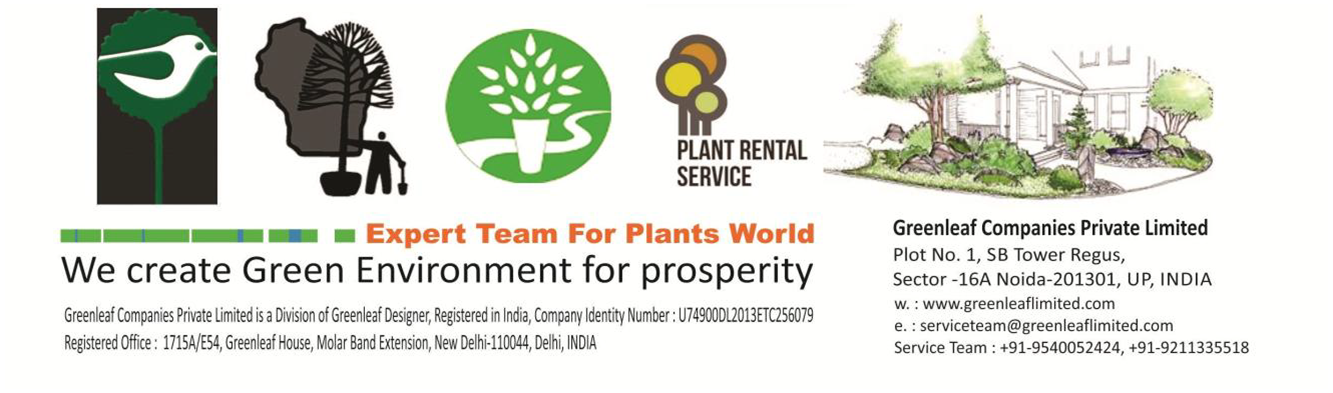 PLANT RENTAL
SERVICE
Expert Team For Plants World
We create Green Environment for prosperity
Greenleaf Companies Private Limited is a Division of Greenleaf Designer, Registered in India, Company Identity Number : U74900DL2013ETC256079
Registered Office : 1715A/E54, Greenleaf House, Molar Band Extension, New Delhi-110044, Delhi, INDIA
Greenleaf Companies Private Limited
Plot No. 1, SB Tower Regus,
Sector -16A Noida-201301, UP, INDIA
w. : www.greenleaflimited.com
e. : serviceteam@greenleaflimited.com
Service Team : +91-9540052424, +91-9211335518